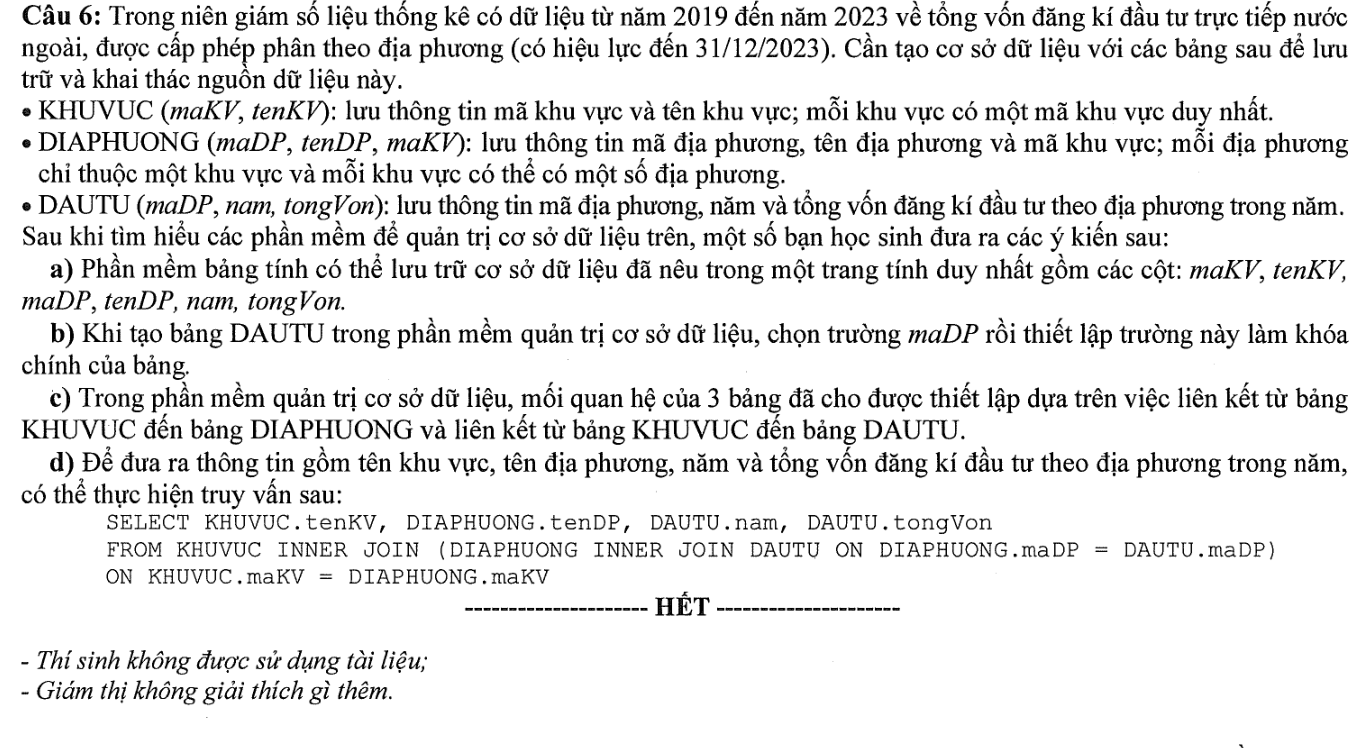 Câu 6: Trong niên giám số liệu thống kê có dữ liệu từ năm 2019 đến năm 2023 về tổng vốn đăng kí đầu tư trực tiếp nước
ngoài, được cấp phép phân theo địa phương (có hiệu lực đến 31/12/2023). Cần tạo cơ sở dữ liệu với các bảng sau để lưu
trữ và khai thác nguồn dữ liệu này.
• KHUVUC (maKV, tenKV): lưu thông tin mã khu vực và tên khu vực; mỗi khu vực có một mã khu vực duy nhất.
• DIAPHUONG (maDP, tenDP, maKV): lưu thông tin mã địa phương, tên địa phương và mã khu vực; mỗi địa phương
chỉ thuộc một khu vực và mỗi khu vực có thể có một số địa phương.
• DAUTU (maDP, nam, tongVon): lưu thông tin mã địa phương, năm và tổng vốn đăng kí đầu tư theo địa phương trong năm.
Sau khi tìm hiểu các phần mềm để quản trị cơ sở dữ liệu trên, một số bạn học sinh đưa ra các ý kiến sau:
a) Phần mềm bảng tính có thể lưu trữ cơ sở dữ liệu đã nêu trong một trang tính duy nhất gồm các cột: maKV, tenKV,
maDP, tenDP, nam, tongVon.
b) Khi tạo bảng DAUTU trong phần mềm quản trị cơ sở dữ liệu, chọn trường maDP rồi thiết lập trường này làm khóa
chính của bảng.
c) Trong phần mềm quản trị cơ sở dữ liệu, mối quan hệ của 3 bảng đã cho được thiết lập dựa trên việc liên kết từ bảng
KHUVUC đến bảng DIAPHUONG và liên kết từ bảng KHUVUC đến bảng DAUTU.
d) Để đưa ra thông tin gồm tên khu vực, tên địa phương, năm và tổng vốn đăng kí đầu tư theo địa phương trong năm,
có thể thực hiện truy vấn sau:
SELECT KHUVUC.tenKV, DIAPHUONG.tenDP, DAUTU.nam, DAUTU.tongVon
FROM KHUVUC INNER JOIN (DIAPHUONG INNER JOIN DAUTU ON DIAPHUONG.maDP = DAUTU.maDP)
ON KHUVUC.maKV = DIAPHUONG.maKV
--------------------- HẾT ---------------------
- Thí sinh không được sử dụng tài liệu;
- Giám thị không giải thích gì thêm.